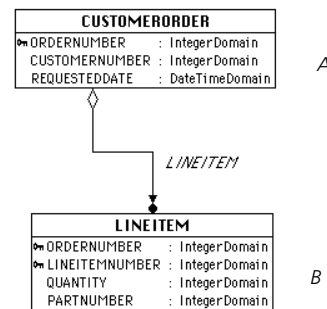 CUSTOMERORDER
ORDERNUMBER : IntegerDomain
CUSTOMERNUMBER : IntegerDomain
REQUESTEDDATE : DateTimeDomain
A
LINEITEM
LINEITEM
ORDERNUMBER : IntegerDomain
LINEITEMNUMBER : IntegerDomain
QUANTITY : IntegerDomain
PARTNUMBER : IntegerDomain
B